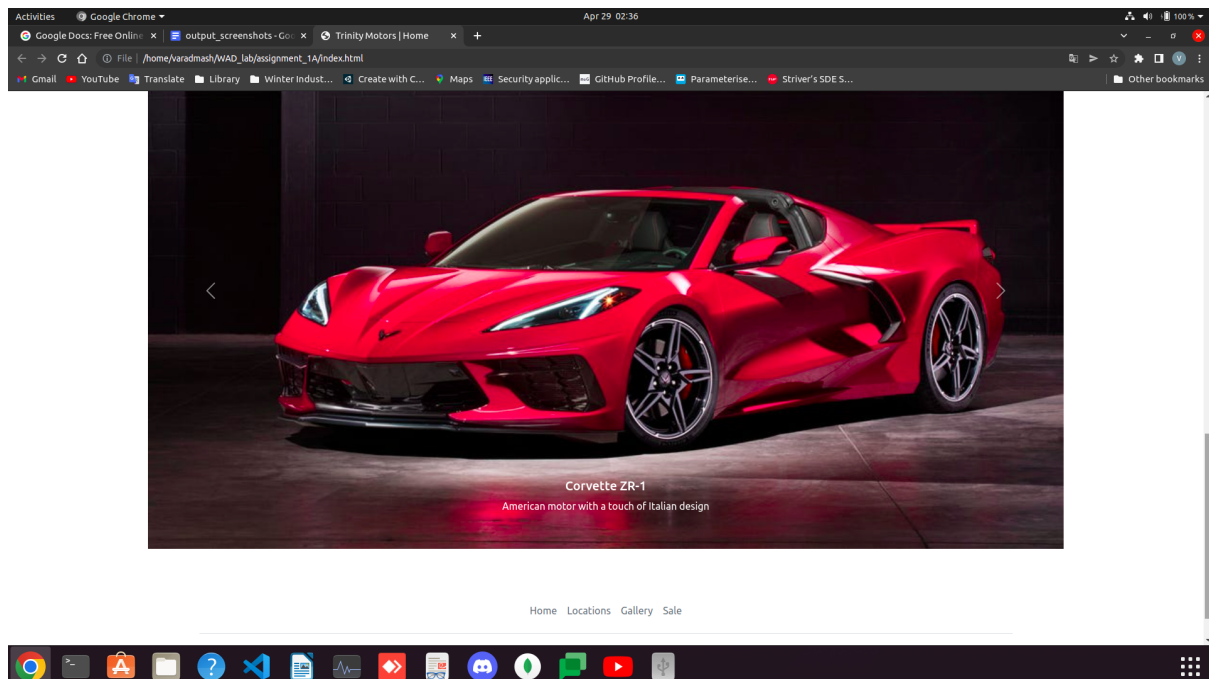 Activities Google Chrome Apr 29 02:36 100 %
Google Docs: Free Online output_screenshots - Goo Trinity Motors | Home
File /home/varadmash/WAD_lab/assignment_1A/index.html V
Gmail YouTube Translate Library Winter Indust... Create with C... Maps Security applic... GitHub Profile... Parameterise... Striver's SDE S... Other bookmarks
Corvette ZR-1
American motor with a touch of Italian design
Home Locations Gallery Sale